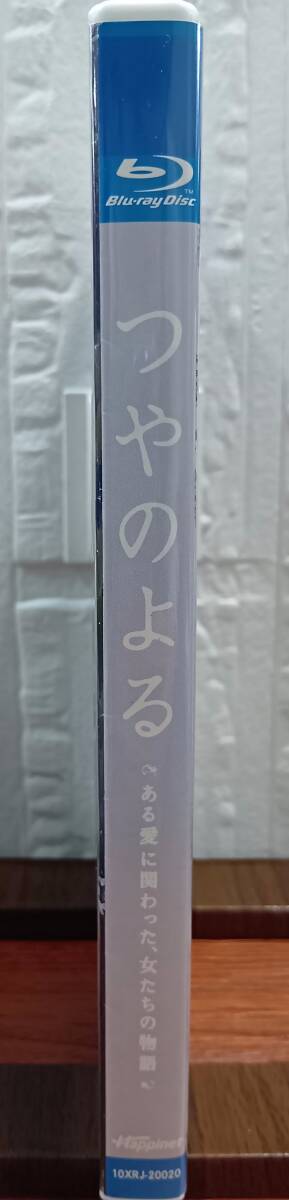 Blu-ray Disc
TM
つやのよる
ある愛に関わった、女たちの物語
Happinet
10XRJ-20020